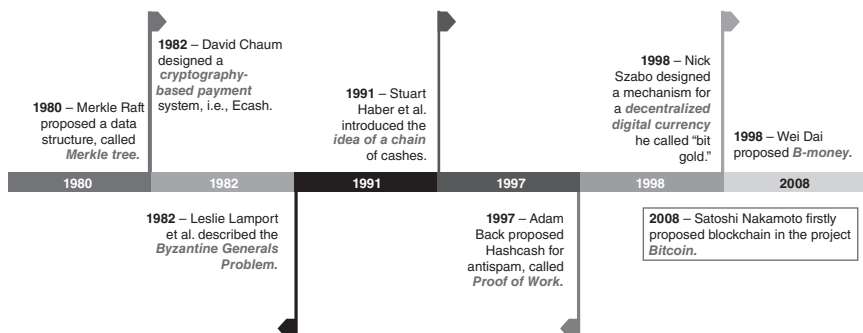 1980 – Merkle Raft
proposed a data
structure, called
Merkle tree.
1982 – David Chaum
designed a
cryptography-
based payment
system, i.e., Ecash.
1991 – Stuart
Haber et al.
introduced the
idea of a chain
of cashes.
1998 – Nick
Szabo designed
a mechanism for
a decentralized
digital currency
he called “bit
gold.”
1998 – Wei Dai
proposed B-money.
1980 1982 1991 1997 1998 2008
1982 – Leslie Lamport
et al. described the
Byzantine Generals
Problem.
1997 – Adam
Back proposed
Hashcash for
antispam, called
Proof of Work.
2008 – Satoshi Nakamoto firstly
proposed blockchain in the project
Bitcoin.